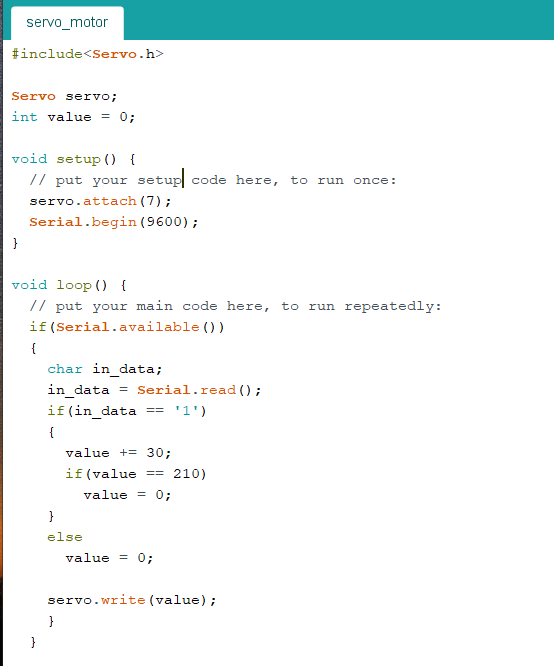 servo_motor
#include<Servo.h>
Servo servo;
int value = 0;
void setup() {
// put your setup code here, to run once:
servo.attach(7);
Serial.begin(9600);
}
void loop() {
// put your main code here, to run repeatedly:
if(Serial.available())
{
char in_data;
in_data = Serial.read();
if(in_data == '1')
{
value += 30;
if(value == 210)
value = 0;
}
else
value = 0;
servo.write(value);
}
}